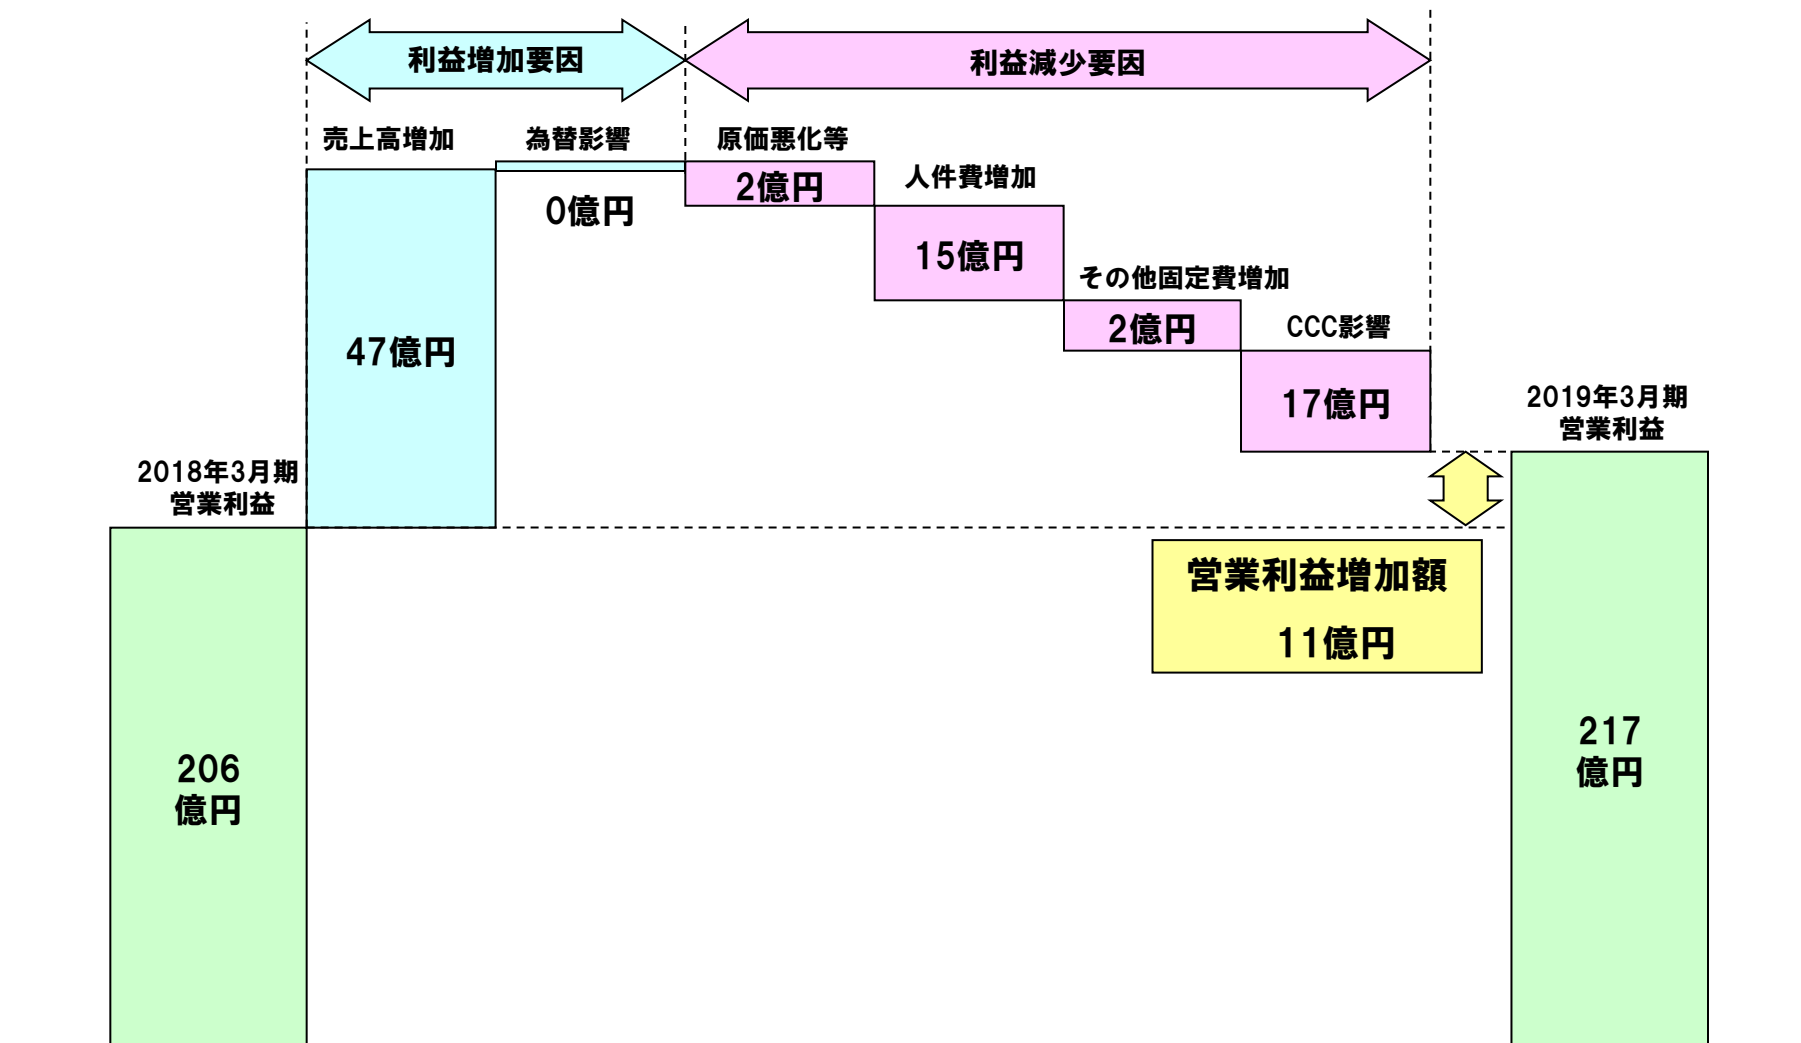 利益増加要因
利益減少要因
売上高増加
為替影響
原価悪化等
人件費増加
その他固定費増加
CCC影響
47億円
0億円
2億円
15億円
2億円
17億円
2018年3月期
営業利益
206
億円
2019年3月期
営業利益
217
億円
営業利益増加額
11億円